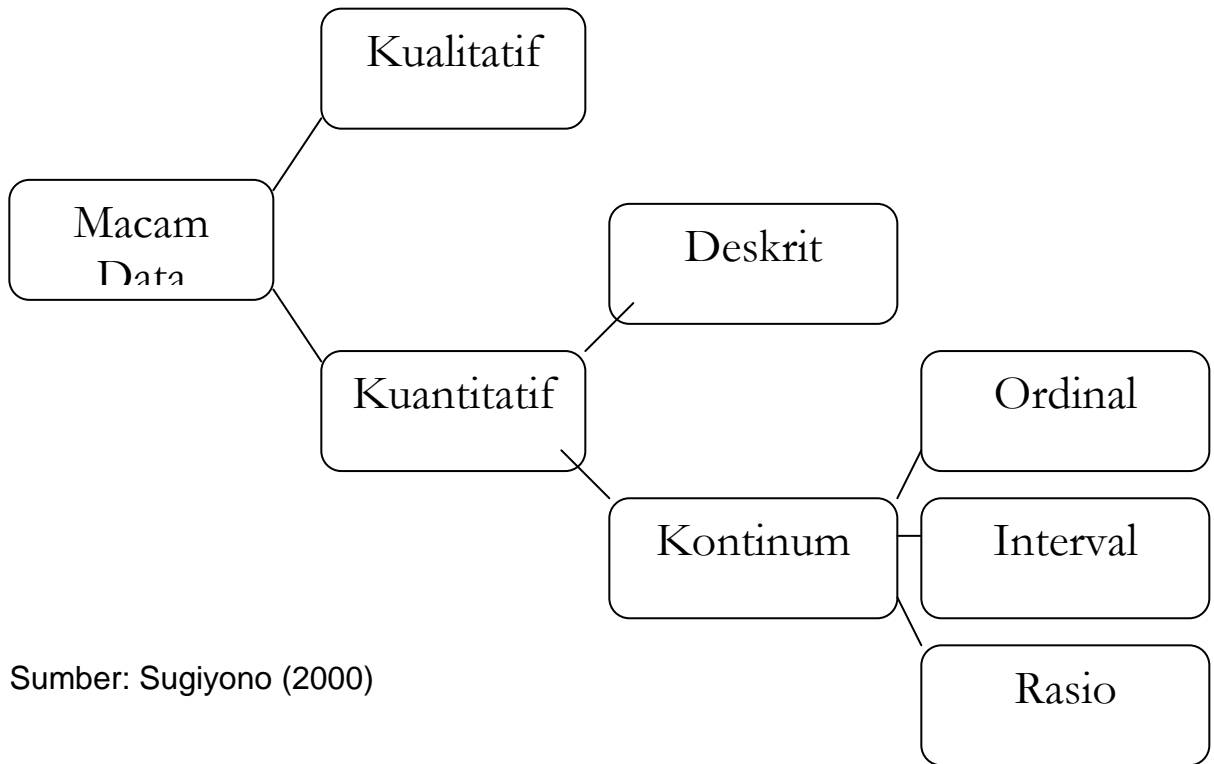 Kualitatif
Macam
Data
Deskrit
Kuantitatif
Ordinal
Kontinum
Interval
Rasio
Sumber: Sugiyono (2000)